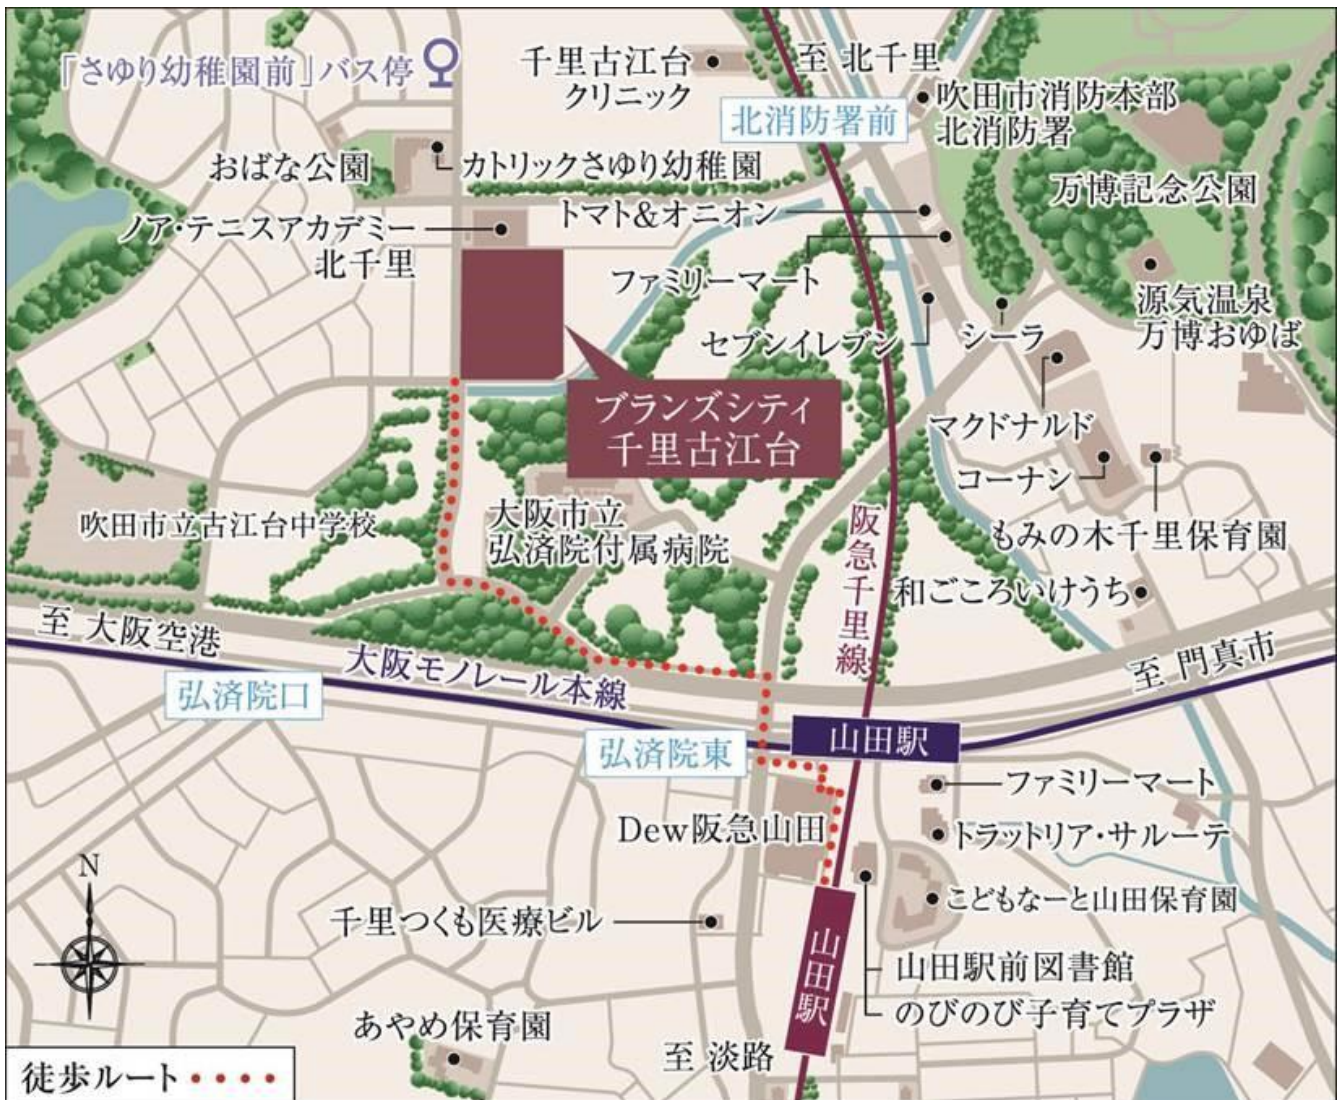 「さゆり幼稚園前」バス停
千里古江台
クリニック
至 北千里
北消防署前
吹田市消防本部
北消防署
おばな公園
カトリックさゆり幼稚園
万博記念公園
トマト&オニオン
ノア・テニスアカデミー
北千里
ファミリーマート
源気温泉
万博おゆば
セブンイレブン
シーラ
ブランズシティ
千里古江台
マクドナルド
コーナン
吹田市立古江台中学校
大阪市立
弘済院付属病院
阪急千里線
もみの木千里保育園
和ごころいけうち
至 大阪空港
大阪モノレール本線
至 門真市
弘済院口
弘済院東
山田駅
ファミリーマート
Dew阪急山田
トラットリア・サルーテ
N
こどもなーと山田保育園
千里つくも医療ビル
山田駅
山田駅前図書館
のびのび子育てプラザ
あやめ保育園
至 淡路
徒歩ルート